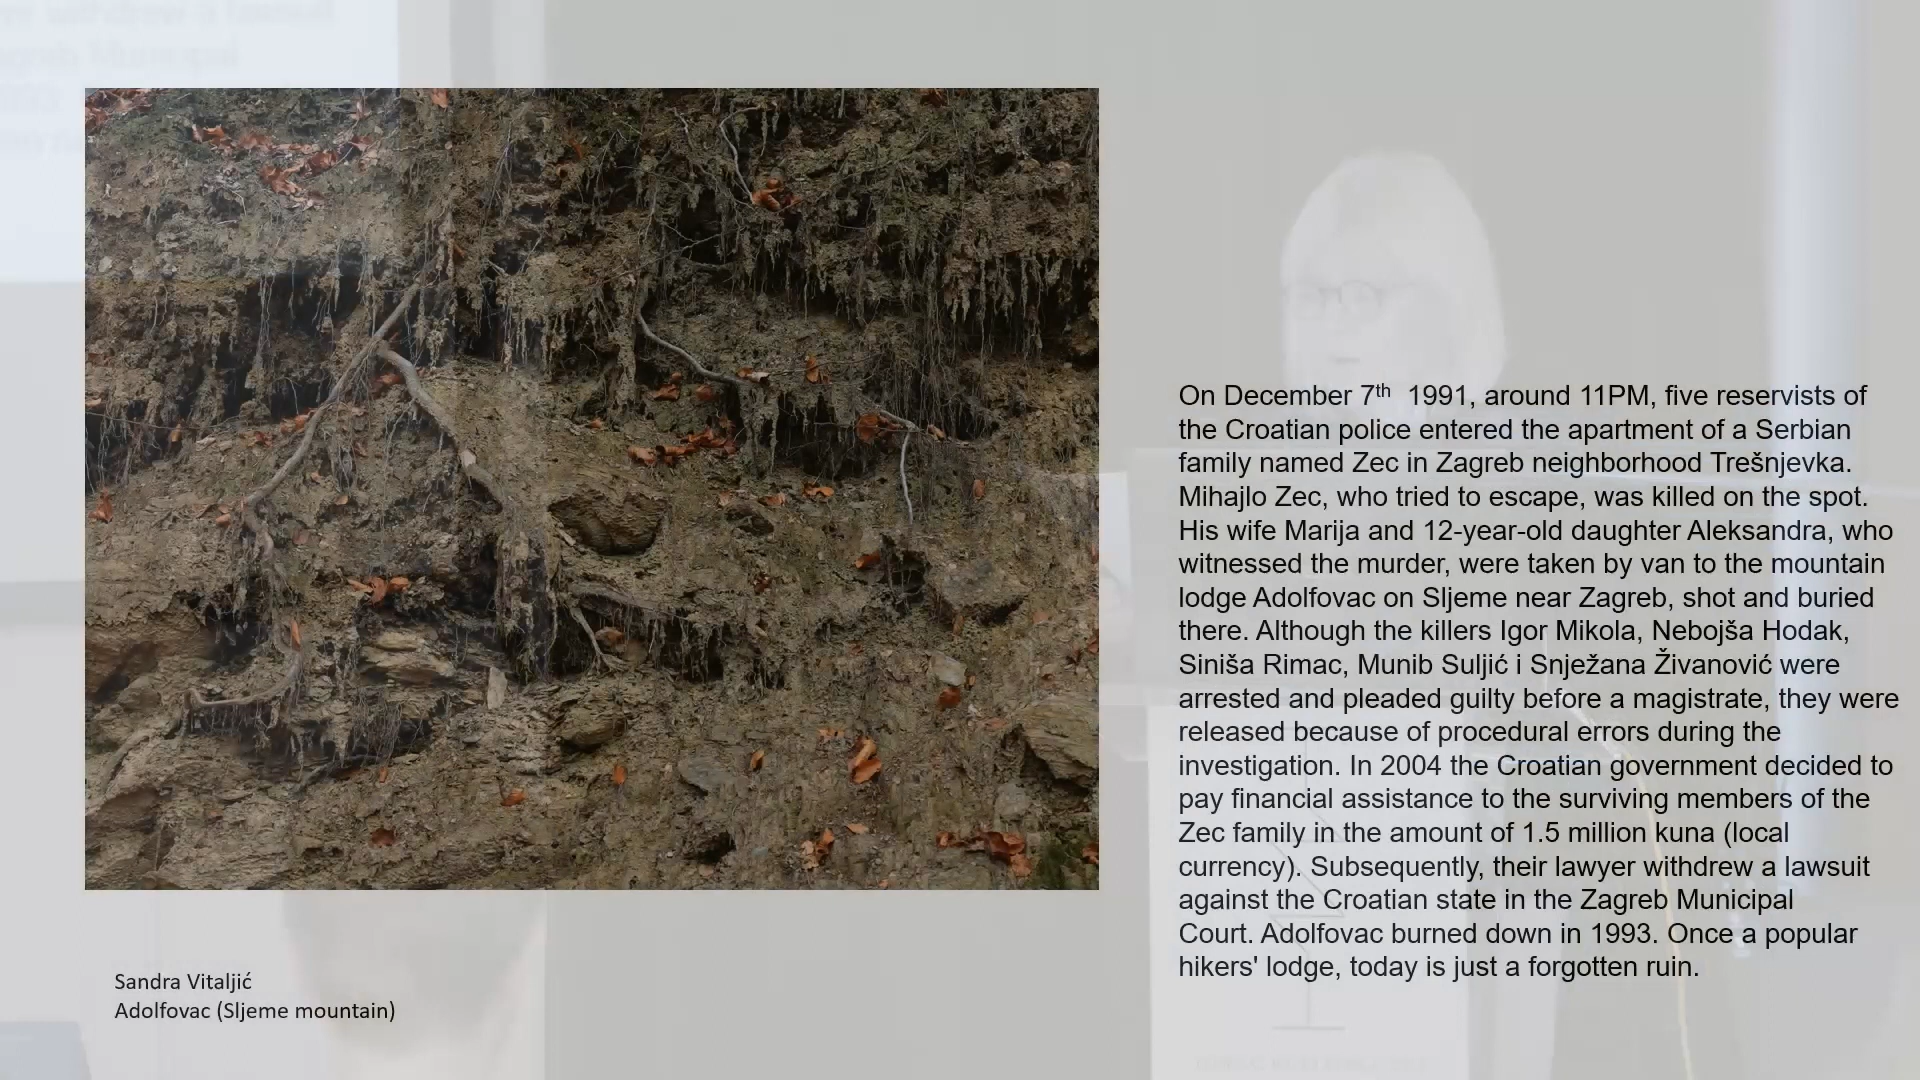 On December 7th 1991, around 11PM, five reservists of
the Croatian police entered the apartment of a Serbian
family named Zec in Zagreb neighborhood Trešnjevka.
Mihajlo Zec, who tried to escape, was killed on the spot.
His wife Marija and 12-year-old daughter Aleksandra, who
witnessed the murder, were taken by van to the mountain
lodge Adolfovac on Sljeme near Zagreb, shot and buried
there. Although the killers Igor Mikola, Nebojša Hodak,
Siniša Rimac, Munib Suljić i Snježana Živanović were
arrested and pleaded guilty before a magistrate, they were
released because of procedural errors during the
investigation. In 2004 the Croatian government decided to
pay financial assistance to the surviving members of the
Zec family in the amount of 1.5 million kuna (local
currency). Subsequently, their lawyer withdrew a lawsuit
against the Croatian state in the Zagreb Municipal
Court. Adolfovac burned down in 1993. Once a popular
hikers' lodge, today is just a forgotten ruin.
Sandra Vitaljić
Adolfovac (Sljeme mountain)